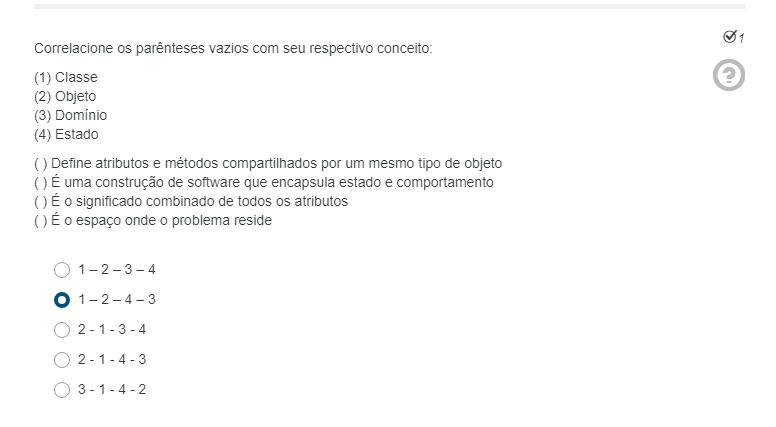 1
Correlacione os parênteses vazios com seu respectivo conceito:
?
(1) Classe
(2) Objeto
(3) Domínio
(4) Estado
( ) Define atributos e métodos compartilhados por um mesmo tipo de objeto
( ) É uma construção de software que encapsula estado e comportamento
( ) É o significado combinado de todos os atributos
( ) É o espaço onde o problema reside
1 – 2 – 3 – 4
1 – 2 – 4 – 3
2 - 1 - 3 - 4
2 - 1 - 4 - 3
3 - 1 - 4 - 2